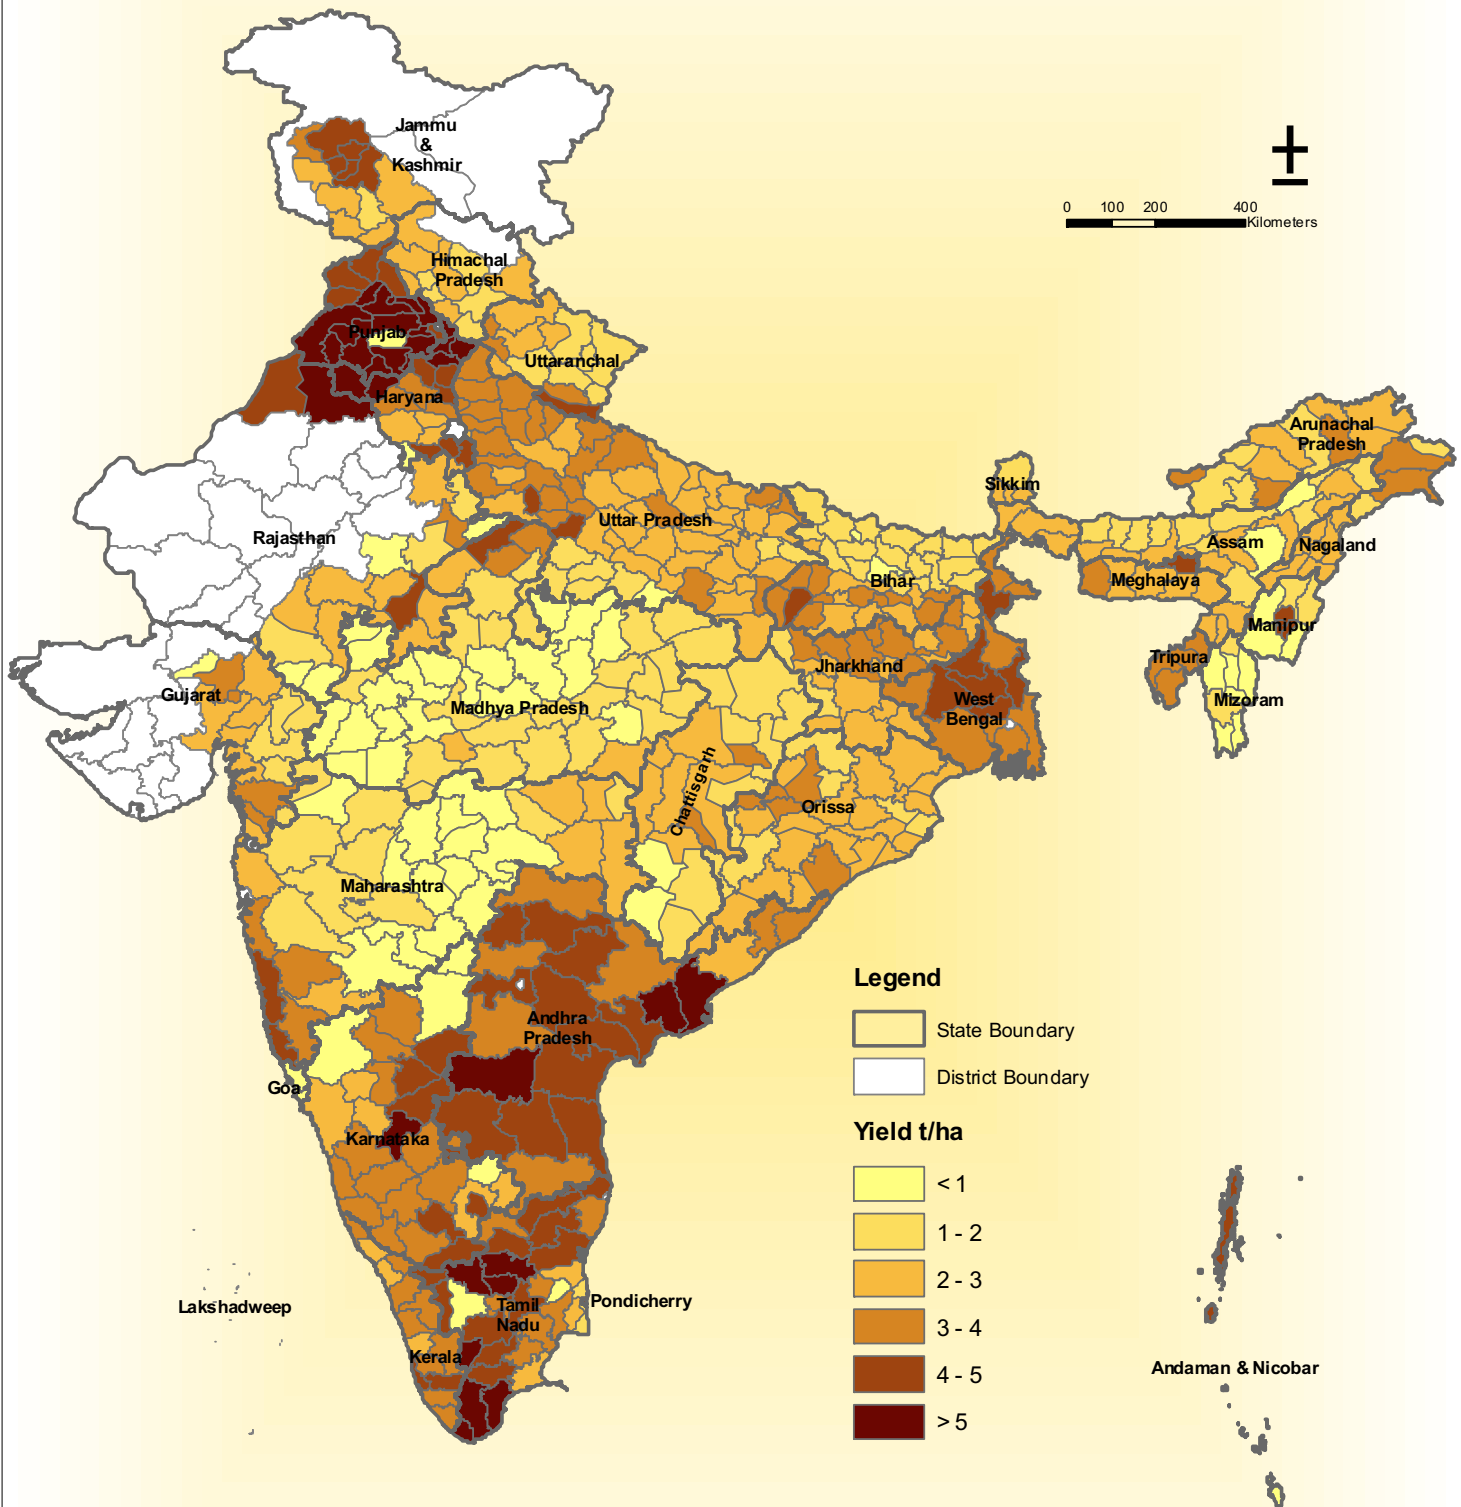 Jammu
&
Kashmir
0 100 200 400
Kilometers
Himachal
Pradesh
Punjab
Uttaranchal
Haryana
Arunachal
Pradesh
Sikkim
Uttar Pradesh
Rajasthan
Assam
Nagaland
Bihar
Meghalaya
Manipur
Tripura
Jharkhand
Gujarat
Mizoram
West
Bengal
Madhya Pradesh
Chattisgarh
Orissa
Maharashtra
Legend
State Boundary
District Boundary
Andhra
Pradesh
Goa
Karnataka
Yield t/ha
< 1
1 - 2
2 - 3
3 - 4
4 - 5
> 5
Lakshadweep
Pondicherry
Tamil
Nadu
Kerala
Andaman & Nicobar